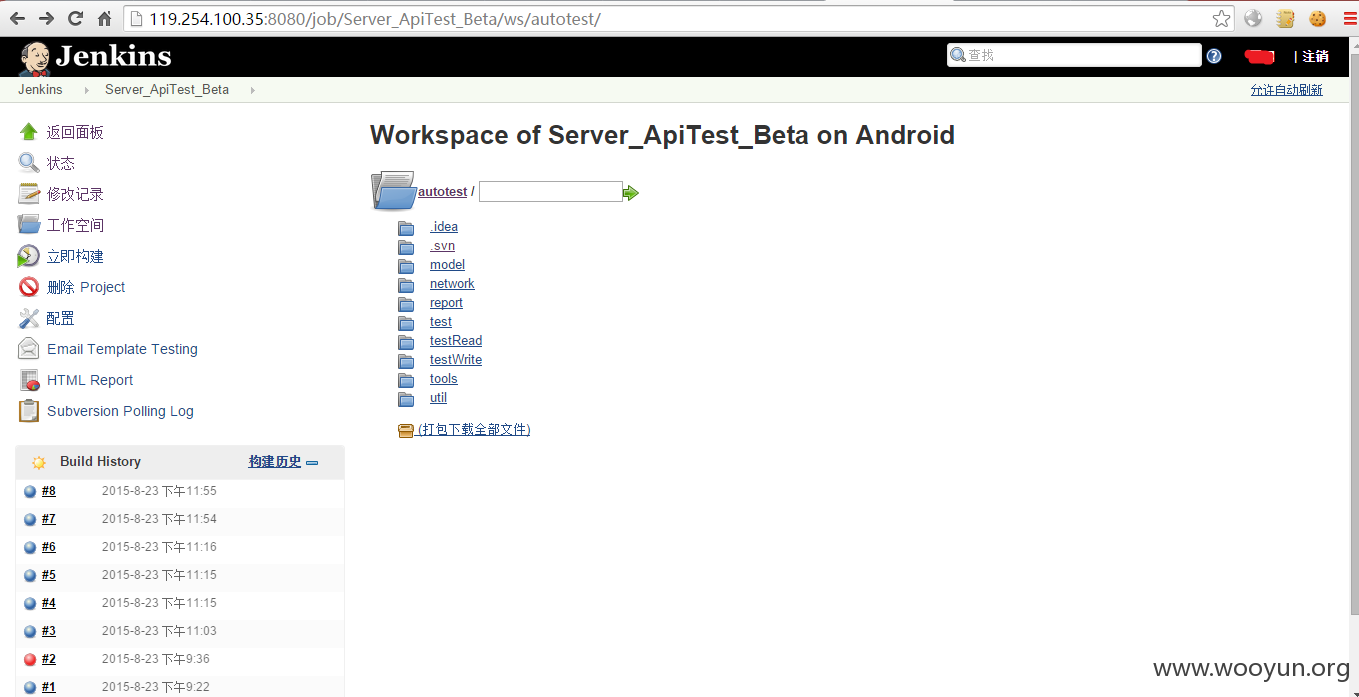 119.254.100.35:8080/job/Server_ApiTest_Beta/ws/autotest/
Jenkins
查找
| 注销
Jenkins
Server_ApiTest_Beta
允许自动刷新
返回面板
状态
修改记录
工作空间
立即构建
删除 Project
配置
Email Template Testing
HTML Report
Subversion Polling Log
Workspace of Server_ApiTest_Beta on Android
autotest /
.idea
.svn
model
network
report
test
testRead
testWrite
tools
util
(打包下载全部文件)
Build History 构建历史
#8 2015-8-23 下午11:55
#7 2015-8-23 下午11:54
#6 2015-8-23 下午11:16
#5 2015-8-23 下午11:15
#4 2015-8-23 下午11:15
#3 2015-8-23 下午11:03
#2 2015-8-23 下午9:36
#1 2015-8-23 下午9:22
www.wooyun.org